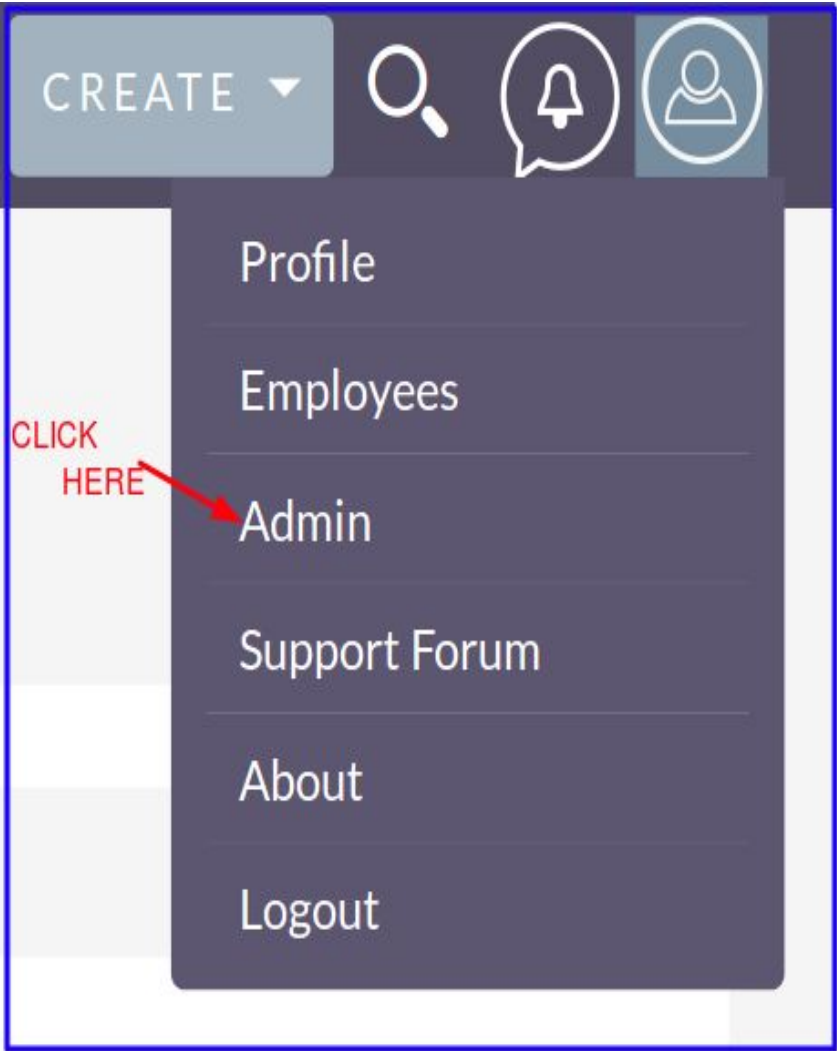 CREATE
Profile
Employees
CLICK
HERE
Admin
Support Forum
About
Logout